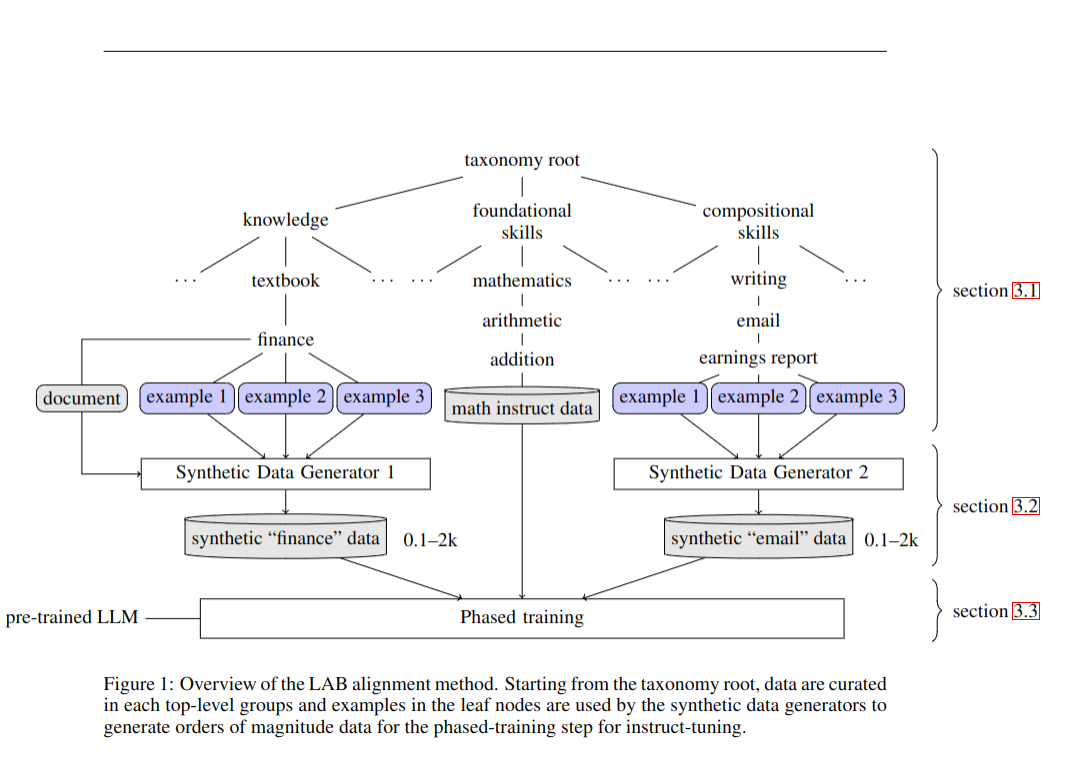 taxonomy root
knowledge
foundational
skills
compositional
skills
... textbook ... ... mathematics ... ... writing ...
section 3.1
arithmetic
email
finance
addition
earnings report
document
example 1
example 2
example 3
math instruct data
example 1
example 2
example 3
Synthetic Data Generator 1
Synthetic Data Generator 2
section 3.2
synthetic “finance” data
0.1–2k
synthetic “email” data
0.1–2k
pre-trained LLM
Phased training
section 3.3
Figure 1: Overview of the LAB alignment method. Starting from the taxonomy root, data are curated
in each top-level groups and examples in the leaf nodes are used by the synthetic data generators to
generate orders of magnitude data for the phased-training step for instruct-tuning.